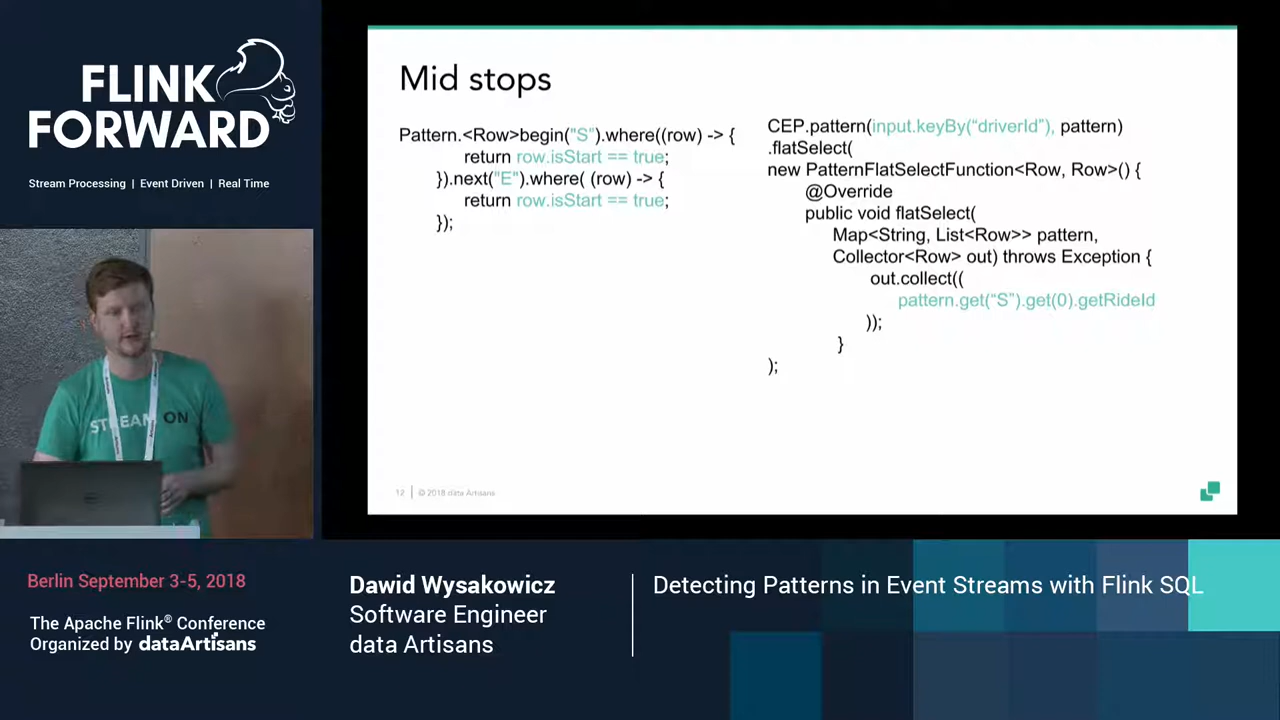 FLINK
FORWARD
Stream Processing | Event Driven | Real Time
STREAM ON
Mid stops
Pattern.<Row>begin("S").where((row) -> {
return row.isStart == true;
}).next("E").where( (row) -> {
return row.isStart == true;
});
CEP.pattern(input.keyBy(“driverId”), pattern)
.flatSelect(
new PatternFlatSelectFunction<Row, Row>() {
@Override
public void flatSelect(
Map<String, List<Row>> pattern,
Collector<Row> out) throws Exception {
out.collect((
pattern.get(“S”).get(0).getRideId
));
}
);
12 | © 2018 data Artisans
Berlin September 3-5, 2018
The Apache Flink® Conference
Organized by dataArtisans
Dawid Wysakowicz
Software Engineer
data Artisans
Detecting Patterns in Event Streams with Flink SQL